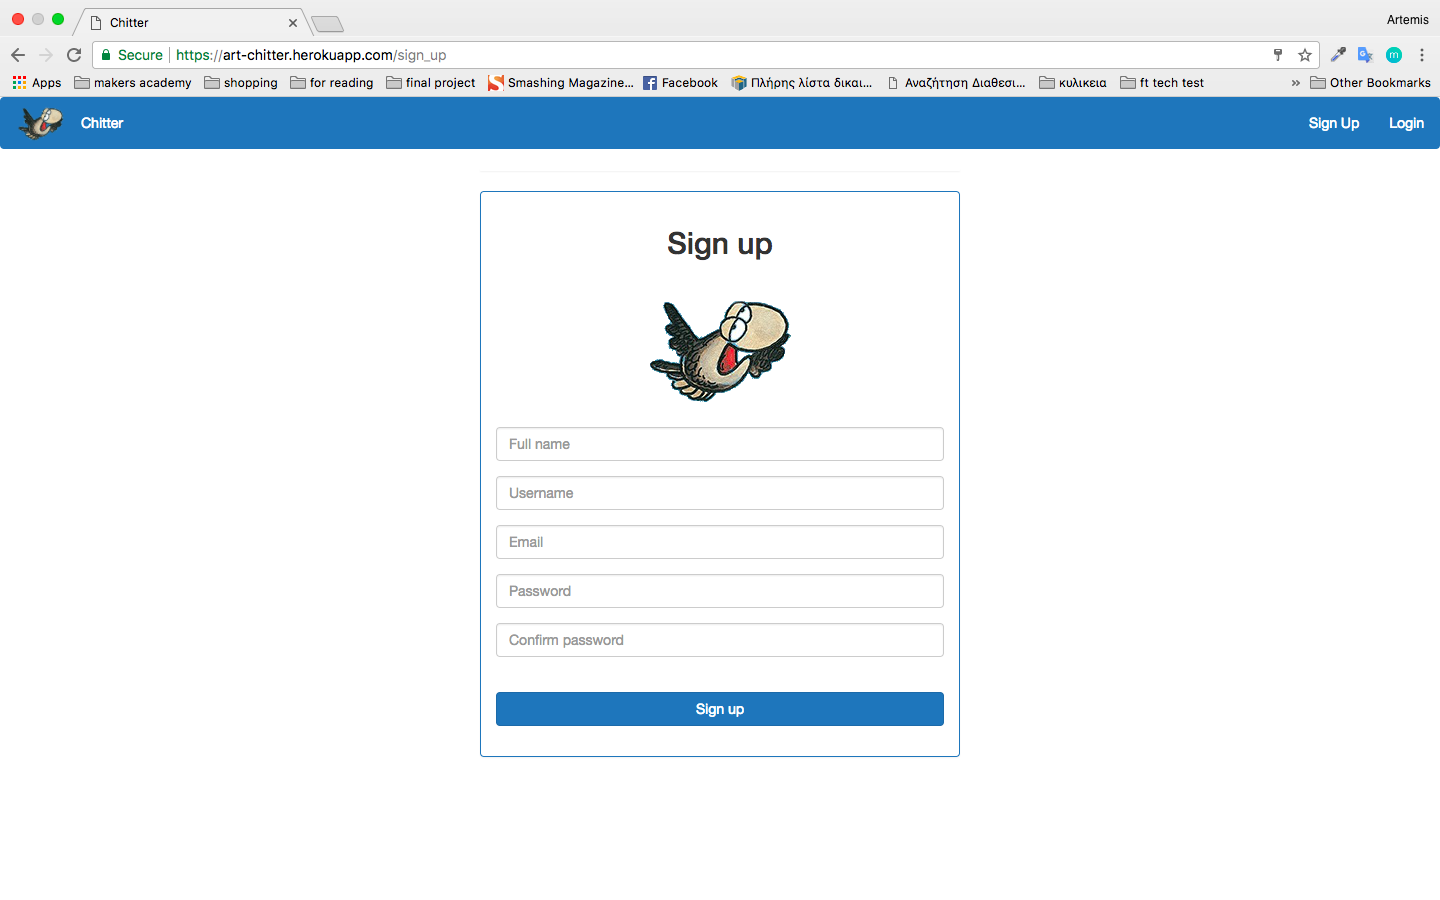 Chitter
Artemis
Secure https://art-chitter.herokuapp.com/sign_up
m
Apps makers academy shopping for reading final project Smashing Magazine... Facebook Πλήρης λίστα δικαι... Αναζήτηση Διαθεσι... κυλικεια ft tech test » Other Bookmarks
Chitter Sign Up Login
Sign up
Full name
Username
Email
Password
Confirm password
Sign up